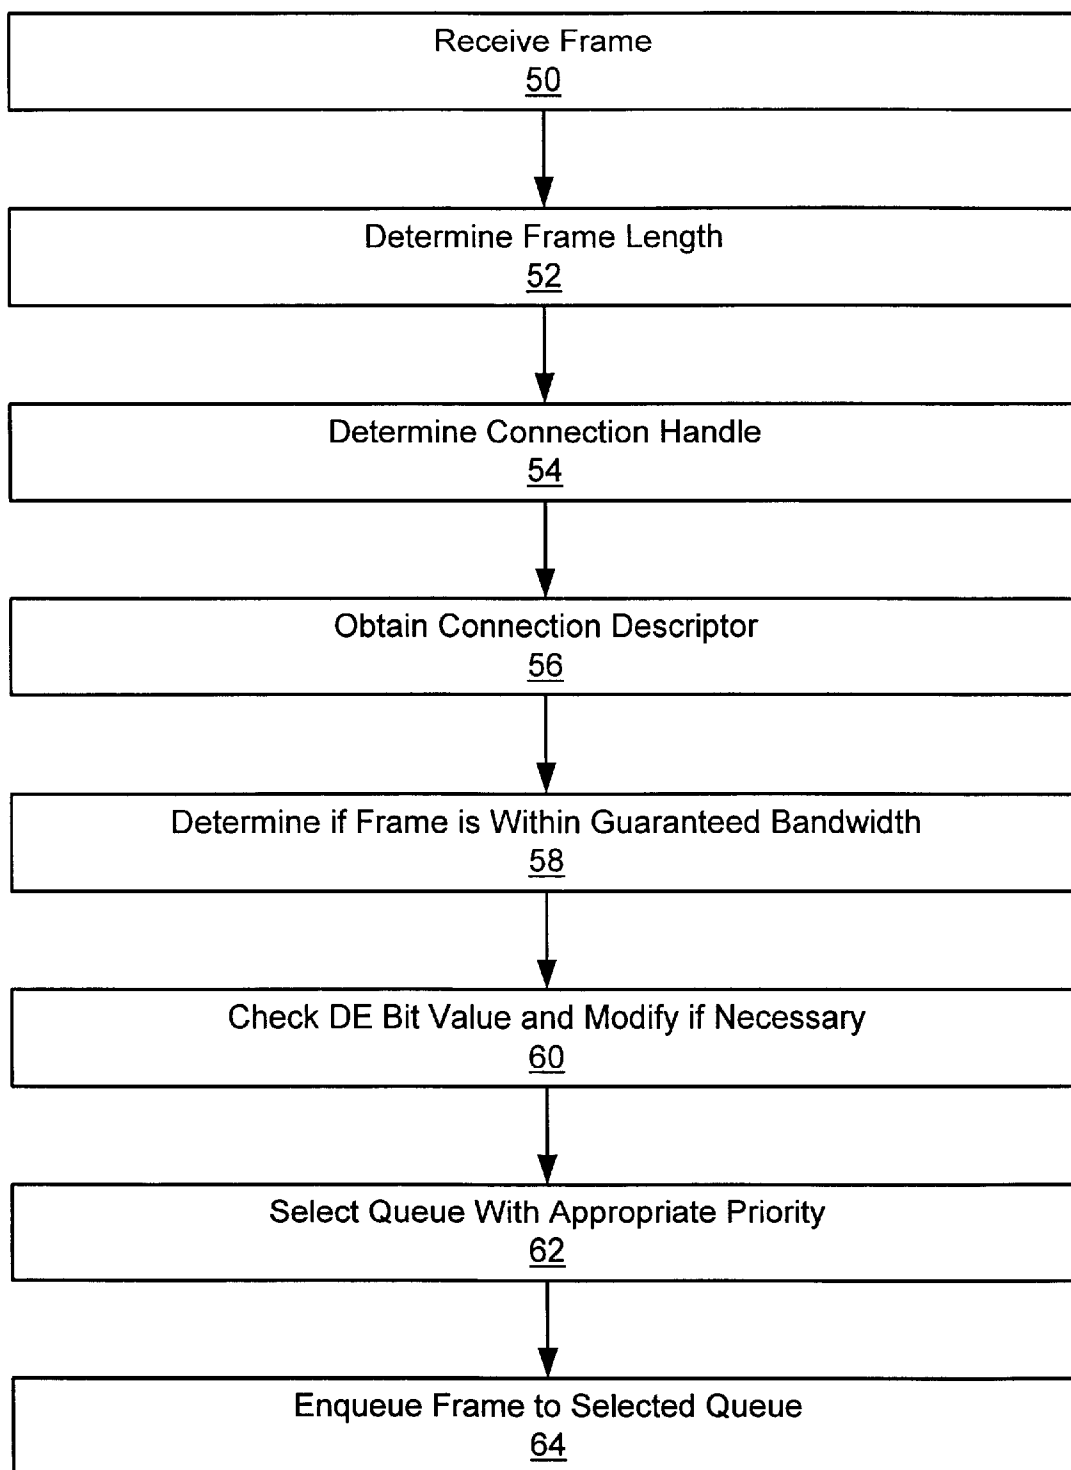 Receive Frame
50
Determine Frame Length
52
Determine Connection Handle
54
Obtain Connection Descriptor
56
Determine if Frame is Within Guaranteed Bandwidth
58
Check DE Bit Value and Modify if Necessary
60
Select Queue With Appropriate Priority
62
Enqueue Frame to Selected Queue
64